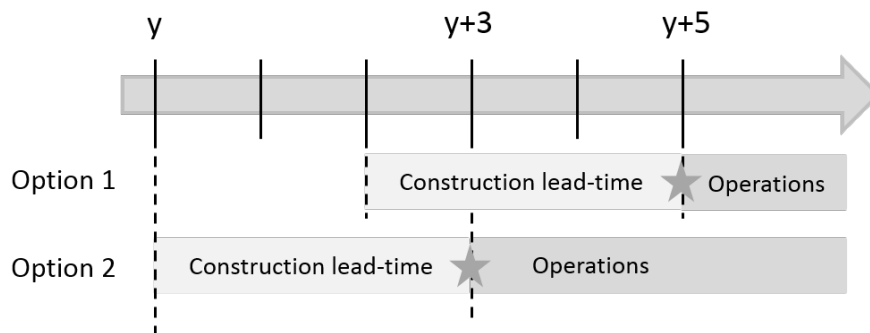 y y+3 y+5
Option 1 Construction lead-time Operations
Option 2 Construction lead-time Operations